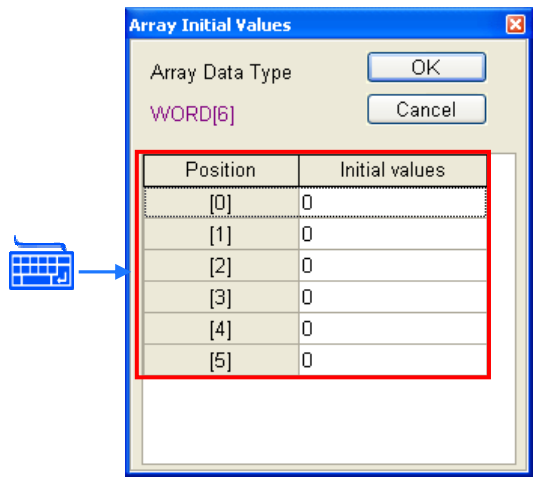 Array Initial Values
Array Data Type
OK
WORD[6]
Cancel
Position Initial values
[0] 0
[1] 0
[2] 0
[3] 0
[4] 0
[5] 0